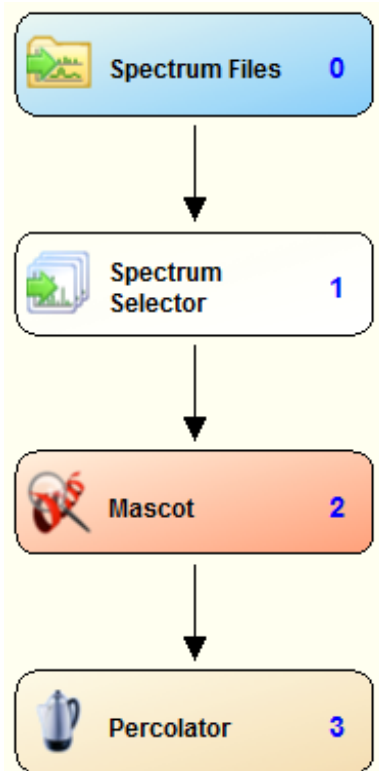 Spectrum Files 0
Spectrum
Selector 1
Mascot 2
Percolator 3